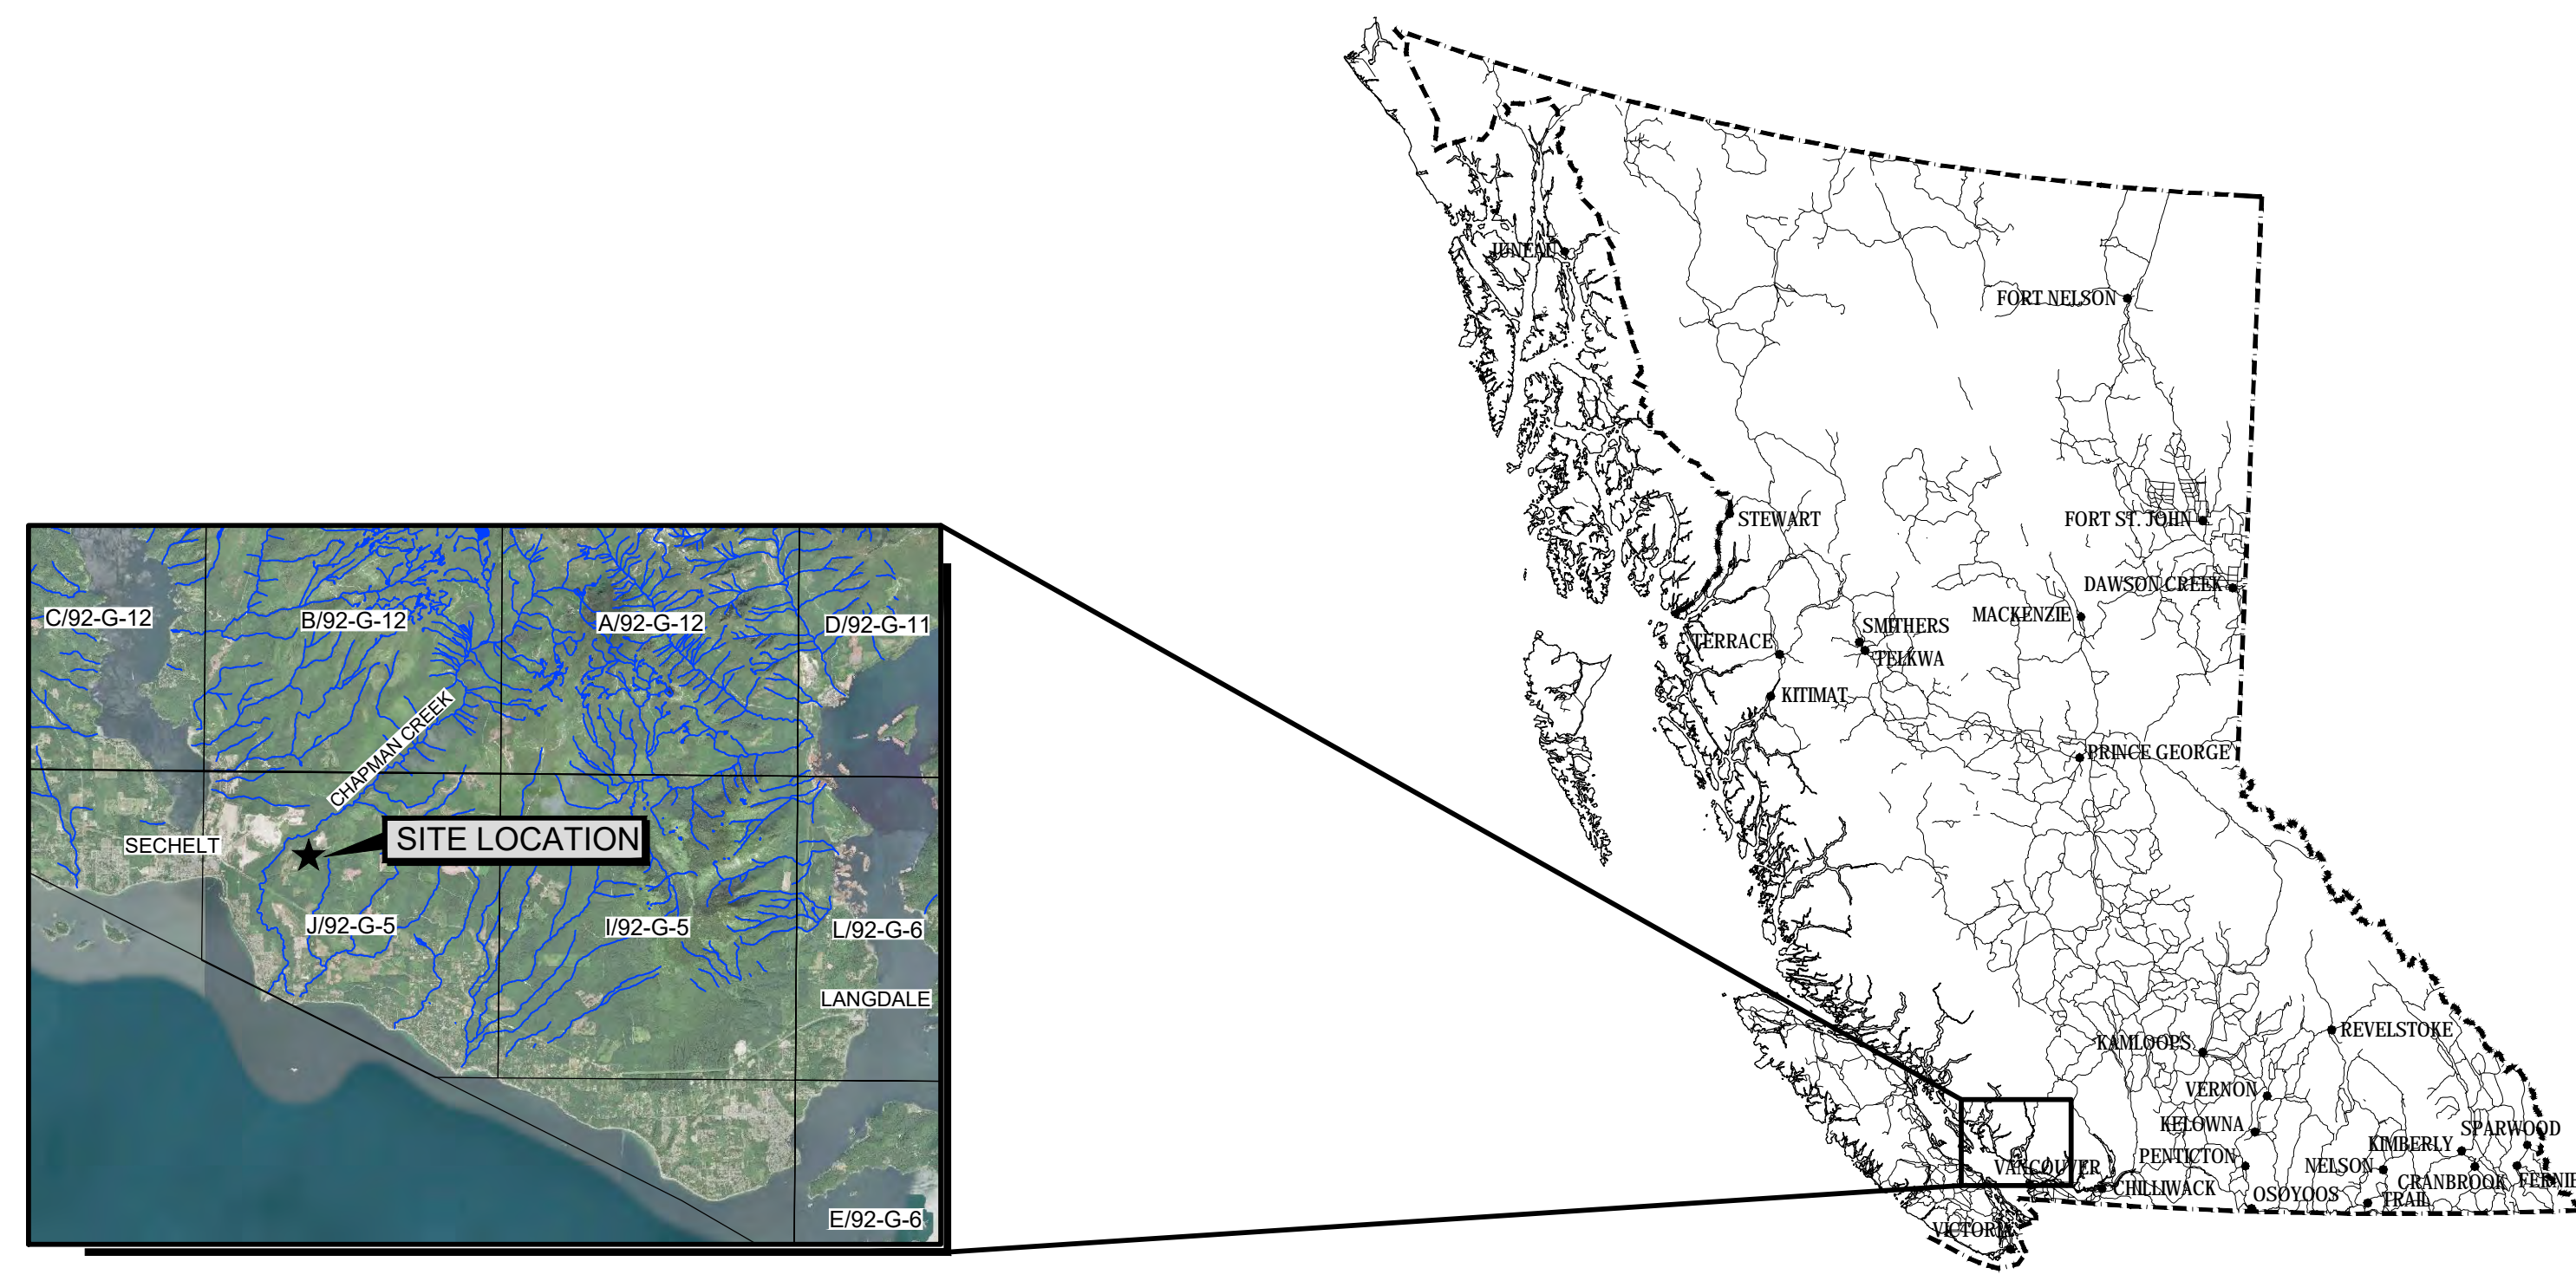 JUNEAU
FORT NELSON
STEWART
FORT ST. JOHN
DAWSON CREEK
MACKENZIE
SMITHERS
TERRACE
TELKWA
KITIMAT
PRINCE GEORGE
REVELSTOKE
KAMLOOPS
VERNON
KELOWNA
SPARWOOD
KIMBERLY
PENTICTON
NELSON
VANCOUVER
CRANBROOK
FERNIE
CHILLIWACK
OSOYOOS
TRAIL
VICTORIA
C/92-G-12
B/92-G-12
A/92-G-12
D/92-G-11
CHAPMAN CREEK
SECHELT
SITE LOCATION
J/92-G-5
I/92-G-5
L/92-G-6
LANGDALE
E/92-G-6